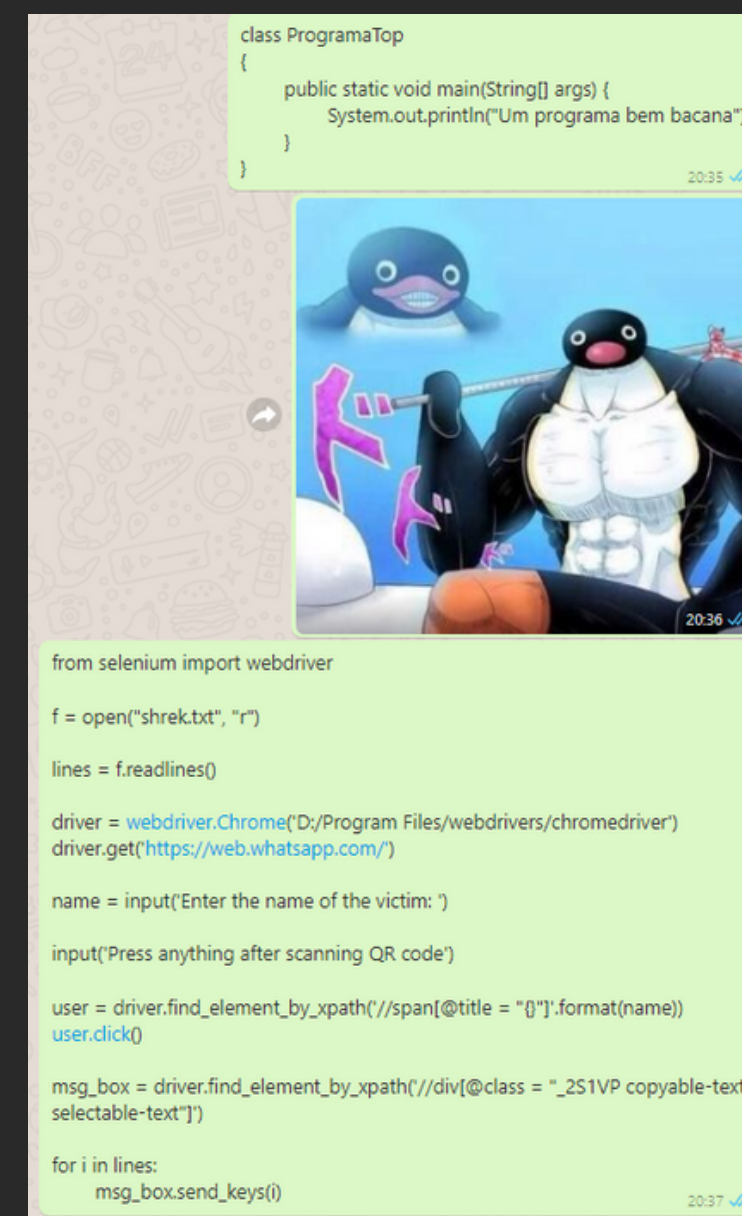 class ProgramaTop
{
public static void main(String[] args) {
System.out.println("Um programa bem bacana")
}
}
20:35
ド
ド
ド
20:36
from selenium import webdriver
f = open("shrek.txt", "r")
lines = f.readlines()
driver = webdriver.Chrome('D:/Program Files/webdrivers/chromedriver')
driver.get('https://web.whatsapp.com/')
name = input('Enter the name of the victim: ')
input('Press anything after scanning QR code')
user = driver.find_element_by_xpath('//span[@title = "{}"]'.format(name))
user.click()
msg_box = driver.find_element_by_xpath('//div[@class = "_2S1VP copyable-text
selectable-text"]')
for i in lines:
msg_box.send_keys(i)
20:37